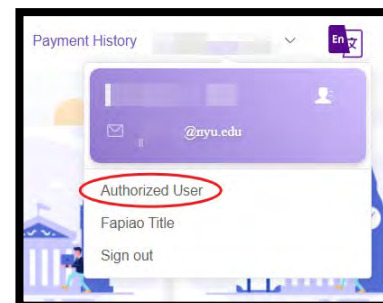 Payment History
En 文
@nyu.edu
Authorized User
Fapiao Title
Sign out